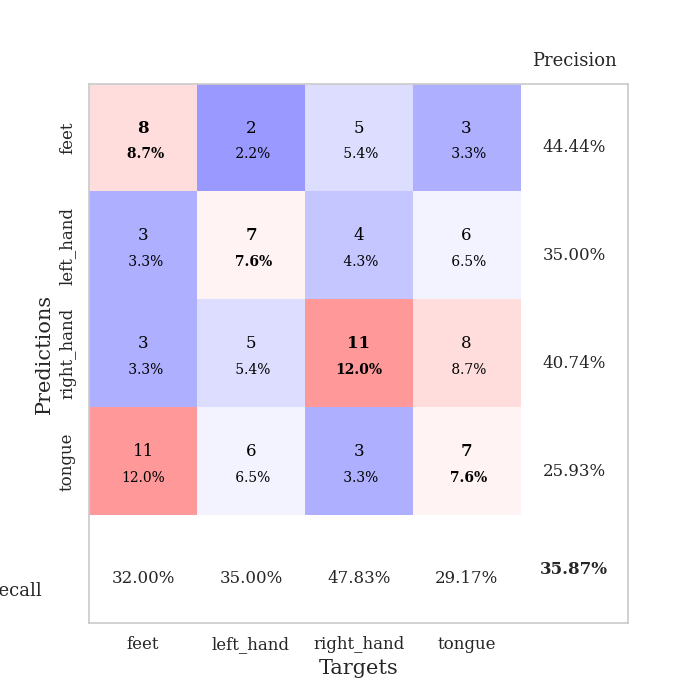 Precision
feet 8 2 5 3 44.44%
8.7% 2.2% 5.4% 3.3%
left_hand 3 7 4 6 35.00%
3.3% 7.6% 4.3% 6.5%
right_hand 3 5 11 8 40.74%
3.3% 5.4% 12.0% 8.7%
tongue 11 6 3 7 25.93%
12.0% 6.5% 3.3% 7.6%
Predictions
ecall 32.00% 35.00% 47.83% 29.17% 35.87%
feet left_hand right_hand tongue
Targets